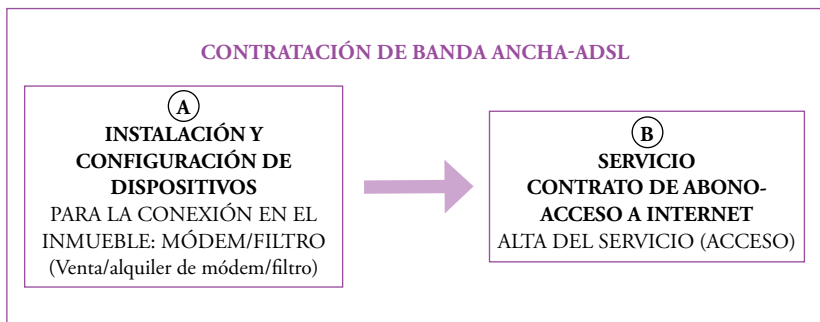 CONTRATACIÓN DE BANDA ANCHA-ADSL
A
INSTALACIÓN Y
CONFIGURACIÓN DE
DISPOSITIVOS
PARA LA CONEXIÓN EN EL
INMUEBLE: MÓDEM/FILTRO
(Venta/alquiler de módem/filtro)
B
SERVICIO
CONTRATO DE ABONO-
ACCESO A INTERNET
ALTA DEL SERVICIO (ACCESO)